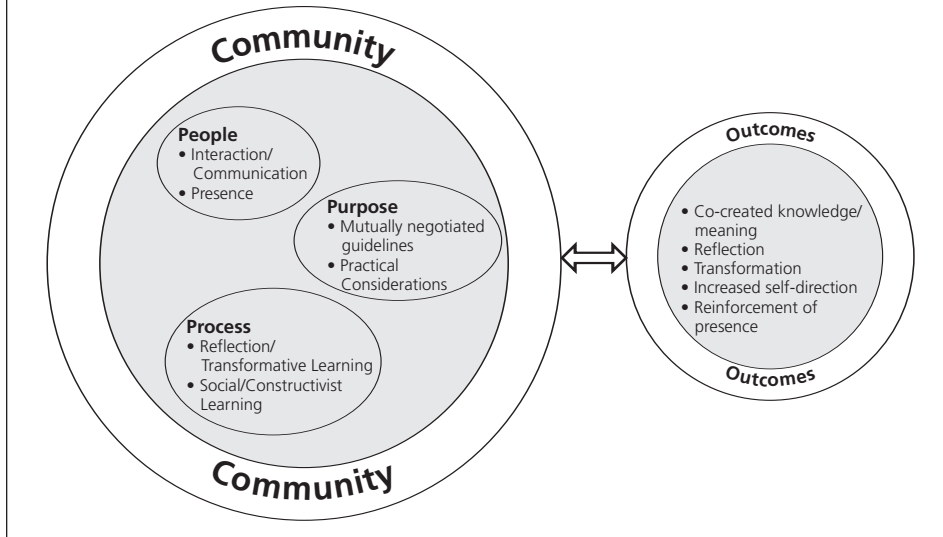 Community
People
• Interaction/
Communication
• Presence
Purpose
• Mutually negotiated
guidelines
• Practical
Considerations
Process
• Reflection/
Transformative Learning
• Social/Constructivist
Learning
Community
Outcomes
• Co-created knowledge/
meaning
• Reflection
• Transformation
• Increased self-direction
• Reinforcement of
presence
Outcomes